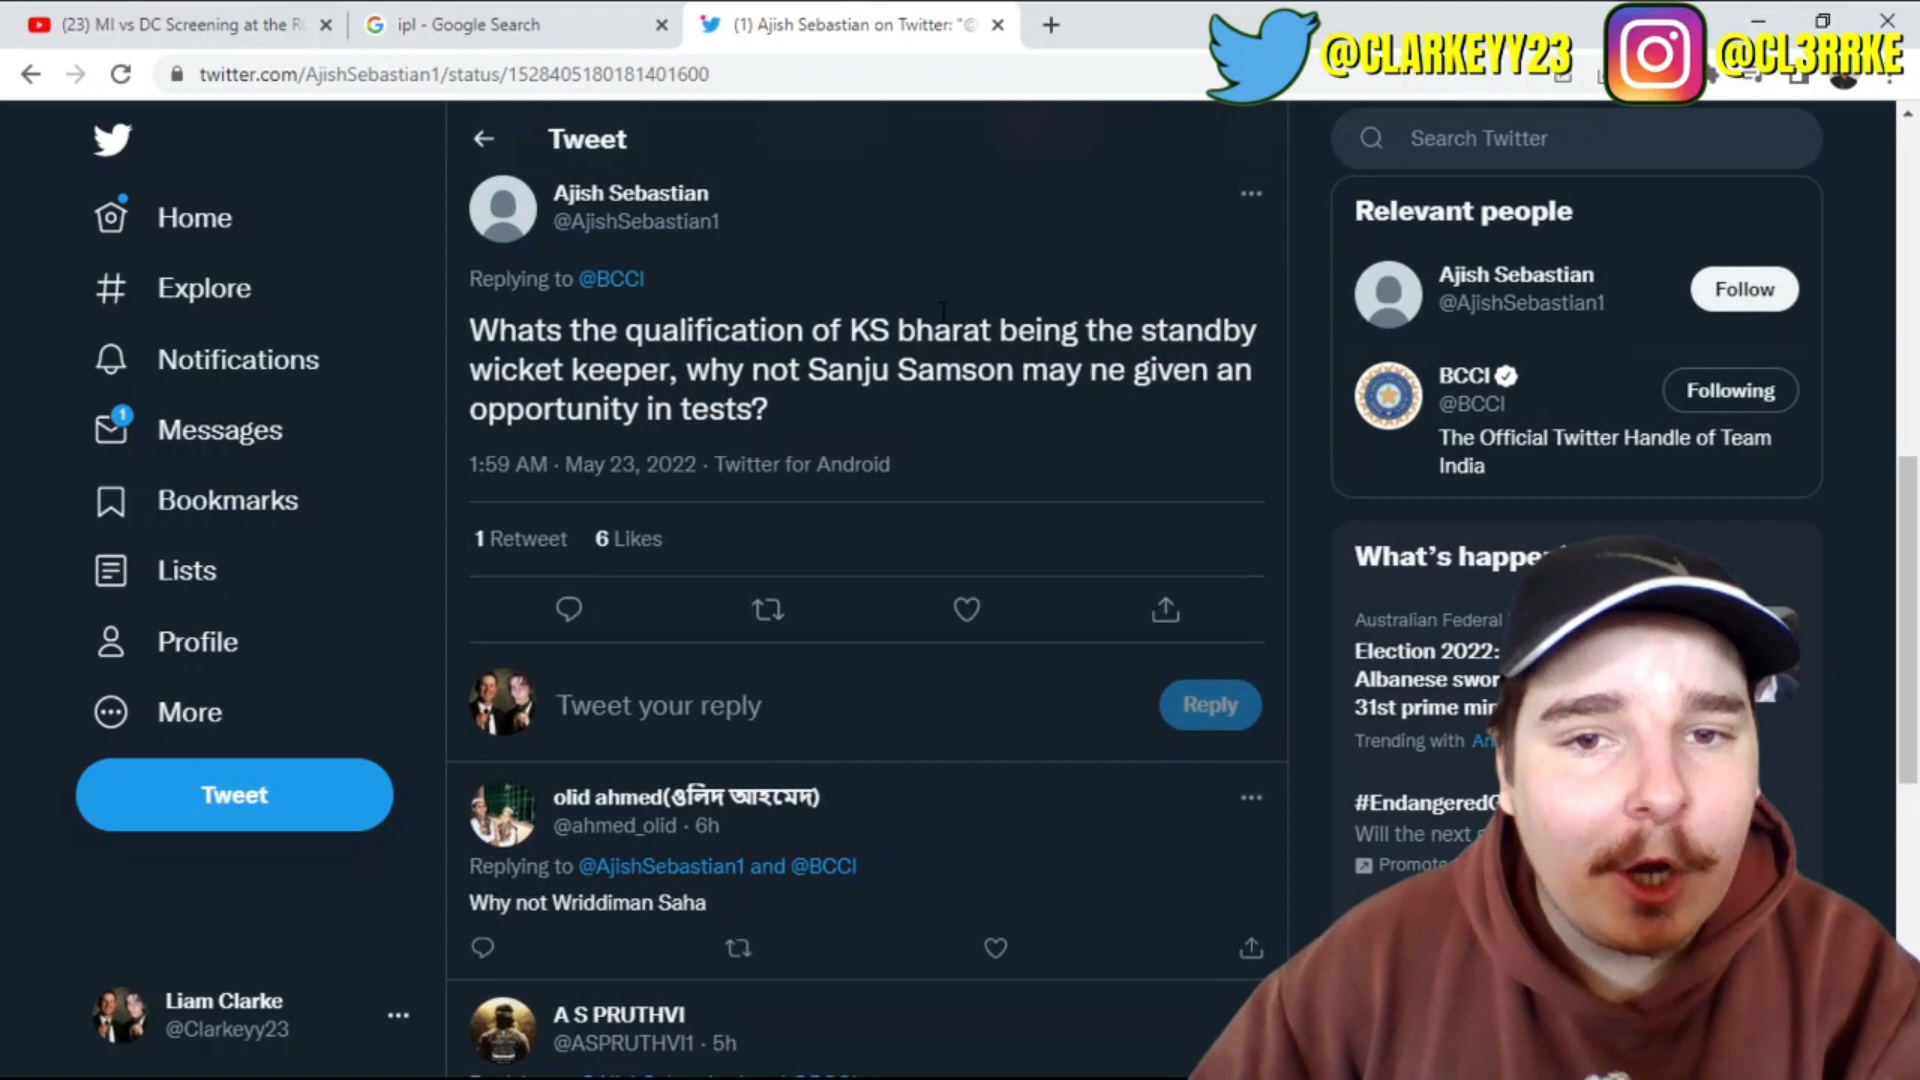 (23) MI vs DC Screening at the R
ipl - Google Search
(1) Ajish Sebastian on Twitter: "@
@CLARKEYY23
@CL3RRKE
twitter.com/AjishSebastian1/status/1528405180181401600
Tweet
Search Twitter
Ajish Sebastian
@AjishSebastian1
Replying to @BCCI
Whats the qualification of KS bharat being the standby
wicket keeper, why not Sanju Samson may ne given an
opportunity in tests?
1:59 AM · May 23, 2022 · Twitter for Android
1 Retweet 6 Likes
Tweet your reply
Reply
olid ahmed(ওলিদ আহমেদ)
@ahmed_olid · 6h
Replying to @AjishSebastian1 and @BCCI
Why not Wriddiman Saha
A S PRUTHVI
@ASPRUTHVI1 · 5h
Home
Explore
Notifications
1
Messages
Bookmarks
Lists
Profile
More
Tweet
Liam Clarke
@Clarkeyy23
Relevant people
Ajish Sebastian
@AjishSebastian1
Follow
BCCI
@BCCI
Following
The Official Twitter Handle of Team
India
What's happe
Australian Federal
Election 2022:
Albanese swor
31st prime mi
Trending with An
#Endangered
Will the next
Promote